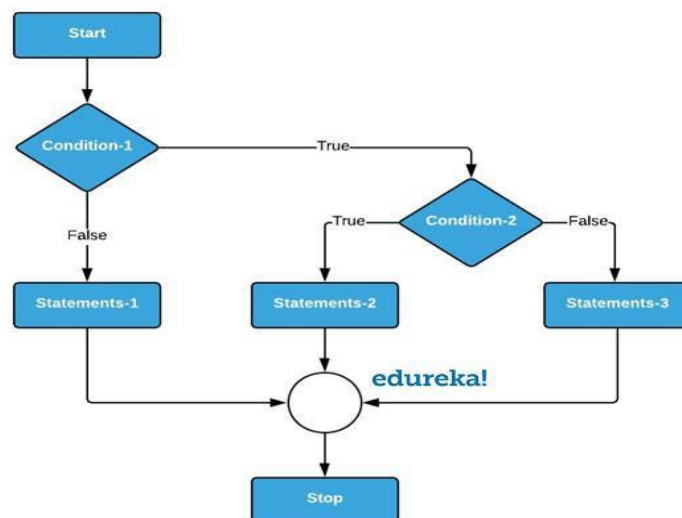 Start
Condition-1
True
Condition-2
False
True
False
Statements-1
Statements-2
Statements-3
edureka!
Stop